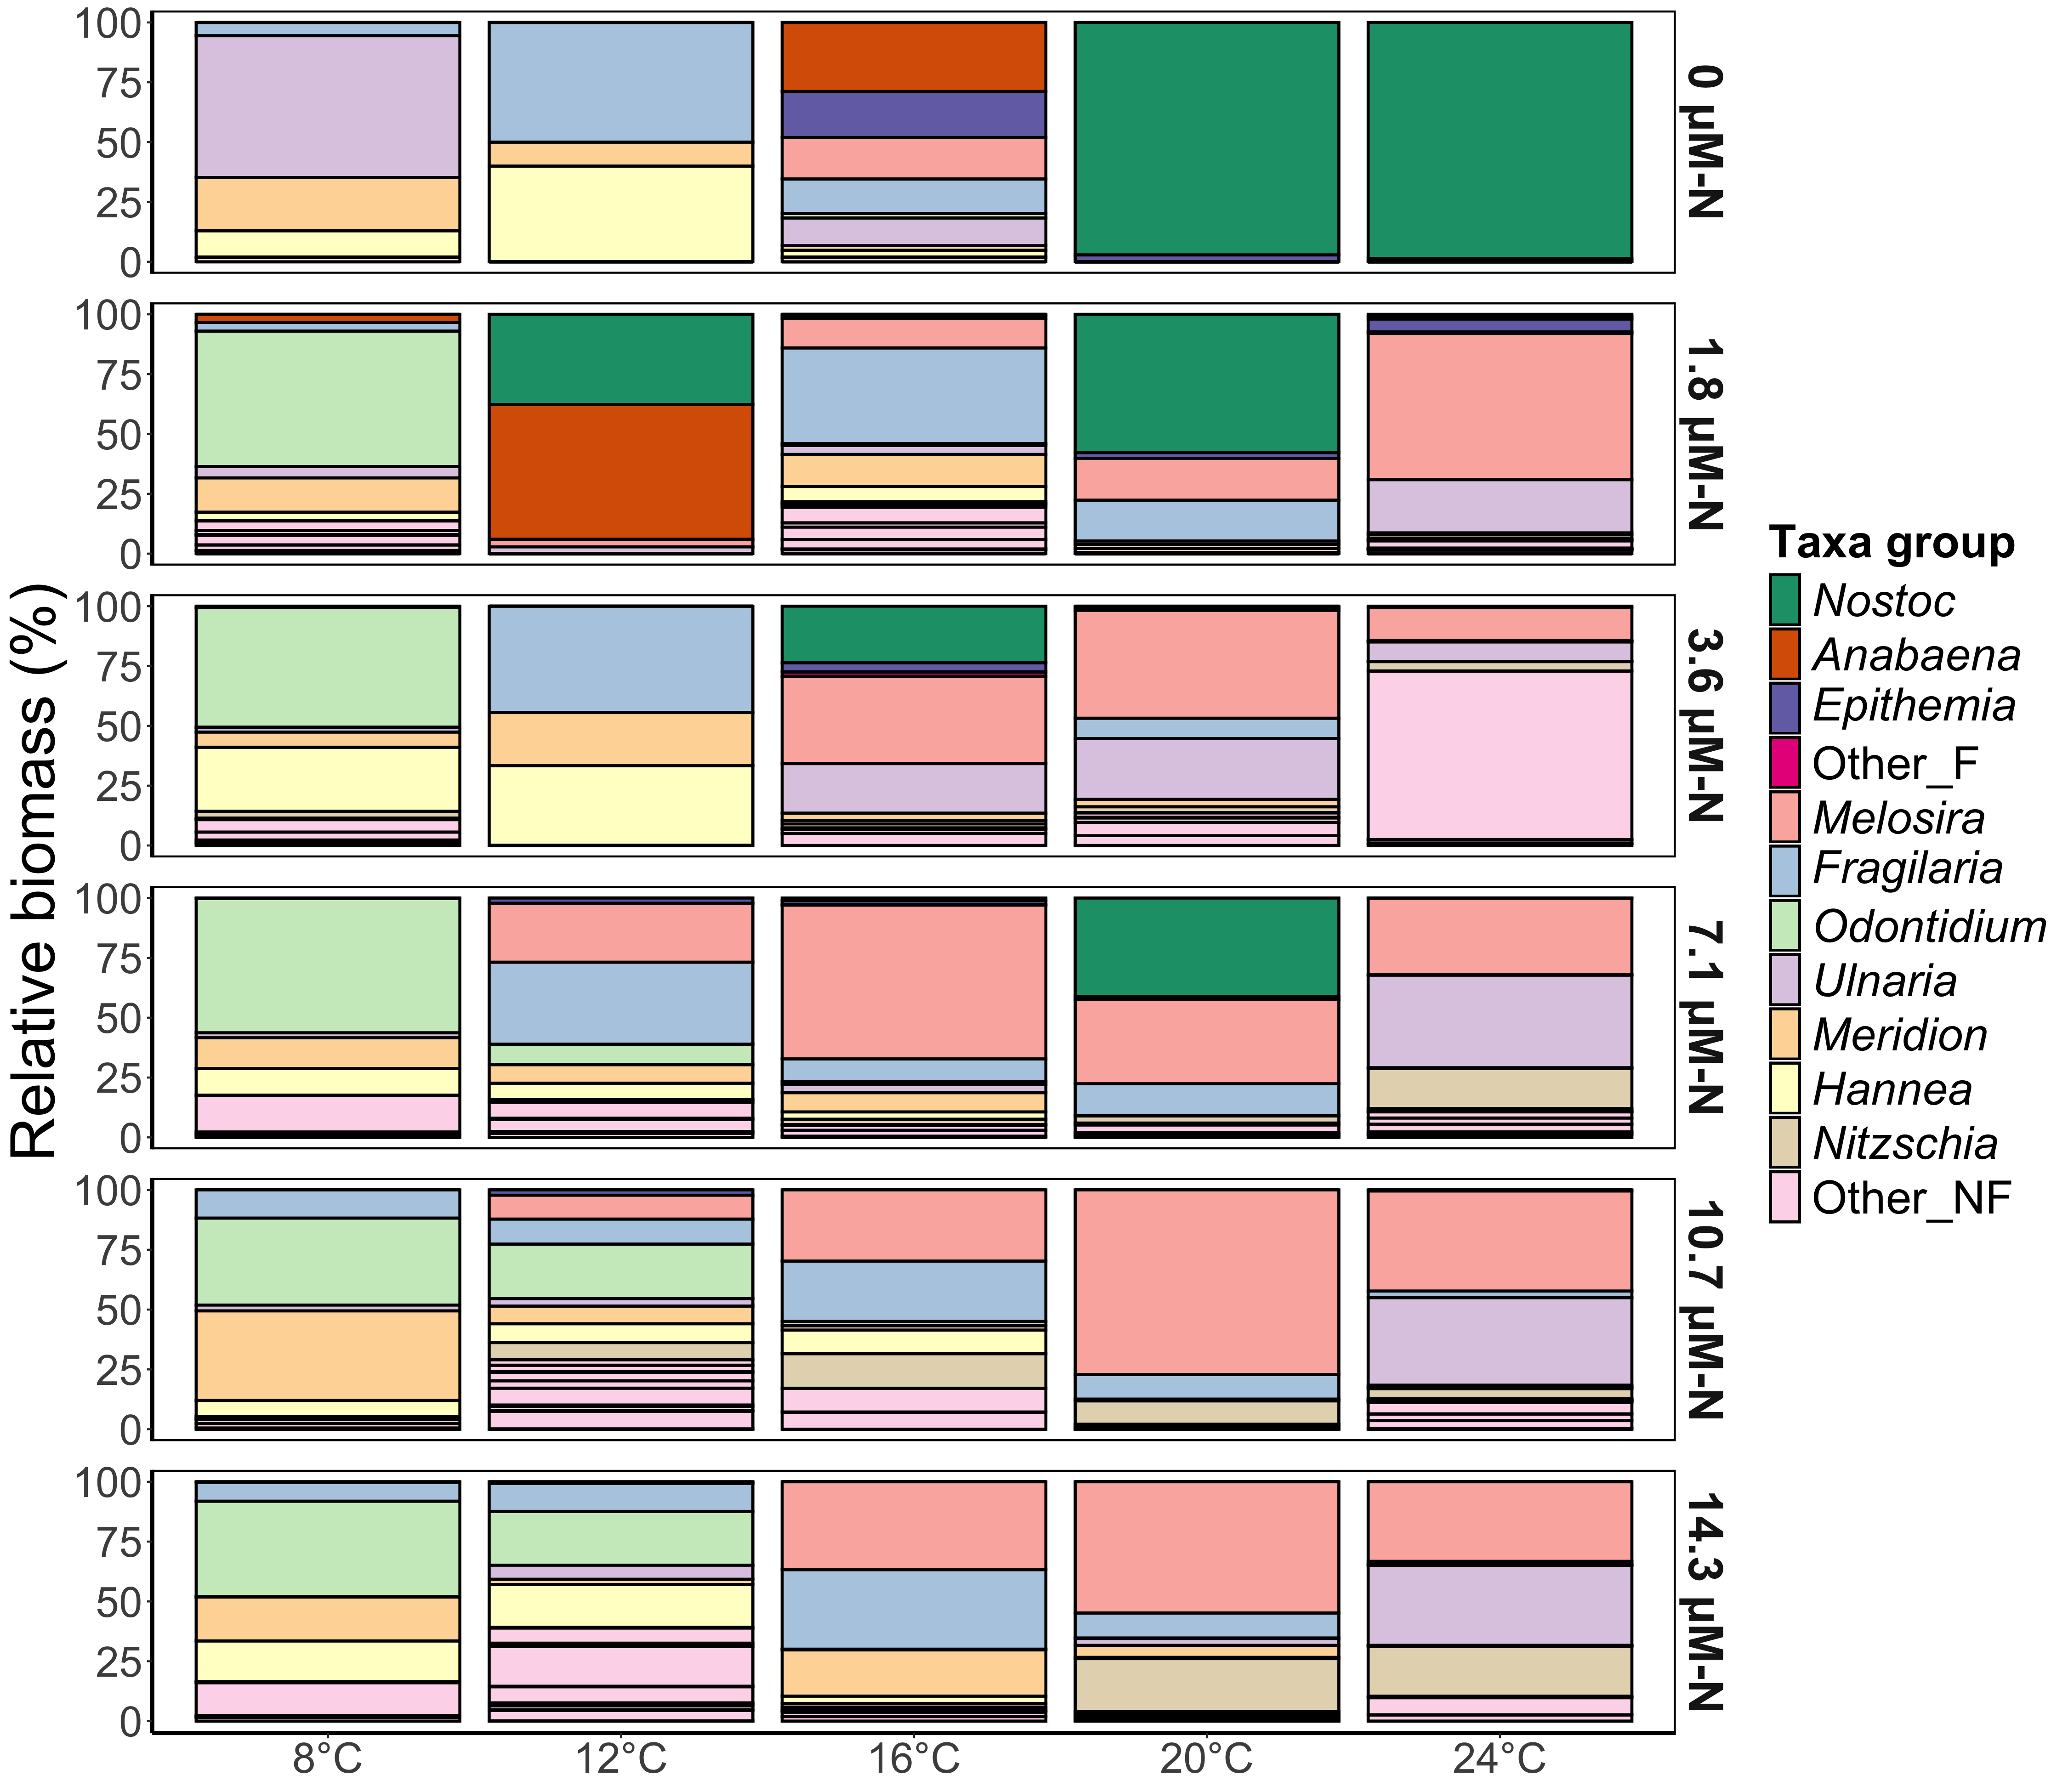 Relative biomass (%)
100
75
50
25
0
0 µM-N
100
75
50
25
0
1.8 µM-N
100
75
50
25
0
3.6 µM-N
100
75
50
25
0
7.1 µM-N
100
75
50
25
0
10.7 µM-N
100
75
50
25
0
14.3 µM-N
8°C 12°C 16°C 20°C 24°C
Taxa group
Nostoc
Anabaena
Epithemia
Other_F
Melosira
Fragilaria
Odontidium
Ulnaria
Meridion
Hannea
Nitzschia
Other_NF